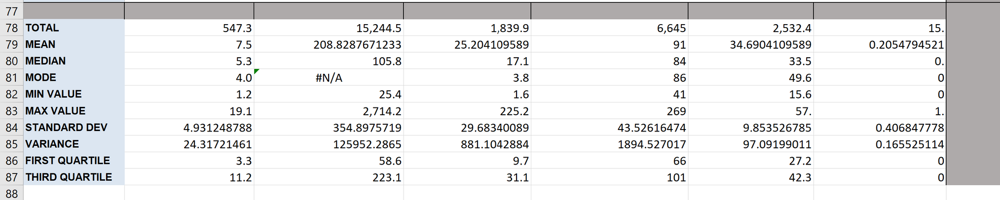 77
78 TOTAL 547.3 15,244.5 1,839.9 6,645 2,532.4 15.
79 MEAN 7.5 208.8287671233 25.204109589 91 34.6904109589 0.2054794521
80 MEDIAN 5.3 105.8 17.1 84 33.5 0.
81 MODE 4.0 #N/A 3.8 86 49.6 0
82 MIN VALUE 1.2 25.4 1.6 41 15.6 0
83 MAX VALUE 19.1 2,714.2 225.2 269 57. 1.
84 STANDARD DEV 4.931248788 354.8975719 29.68340089 43.52616474 9.853526785 0.406847778
85 VARIANCE 24.31721461 125952.2865 881.1042884 1894.527017 97.09199011 0.165525114
86 FIRST QUARTILE 3.3 58.6 9.7 66 27.2 0
87 THIRD QUARTILE 11.2 223.1 31.1 101 42.3 0
88